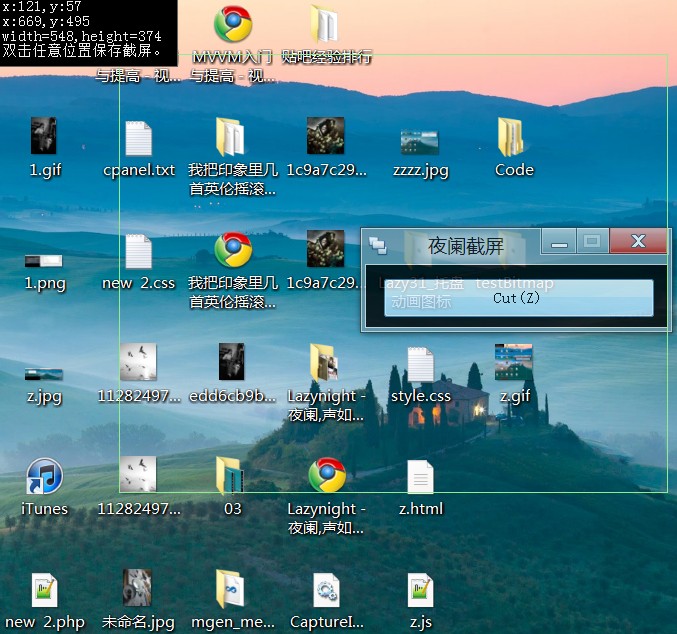 x:121,y:57
x:669,y:495
width=548,height=374
双击任意位置保存截屏。
与提高 - 视...
MVVM入门
与提高 - 视...
贴吧经验排行
1.gif
cpanel.txt
我把印象里几
首英伦摇滚...
1c9a7c29...
zzzz.jpg
Code
夜阑截屏
1.png
new 2.css
我把印象里几
首英伦摇滚...
1c9a7c29...
Lazy31_托盘
动画图标
testBitmap
Cut(Z)
z.jpg
11282497...
edd6cb9b...
Lazynight -
夜阑,声如...
style.css
z.gif
iTunes
11282497...
03
Lazynight -
夜阑,声如...
z.html
new 2.php
未命名.jpg
mgen_me...
CaptureI...
z.js